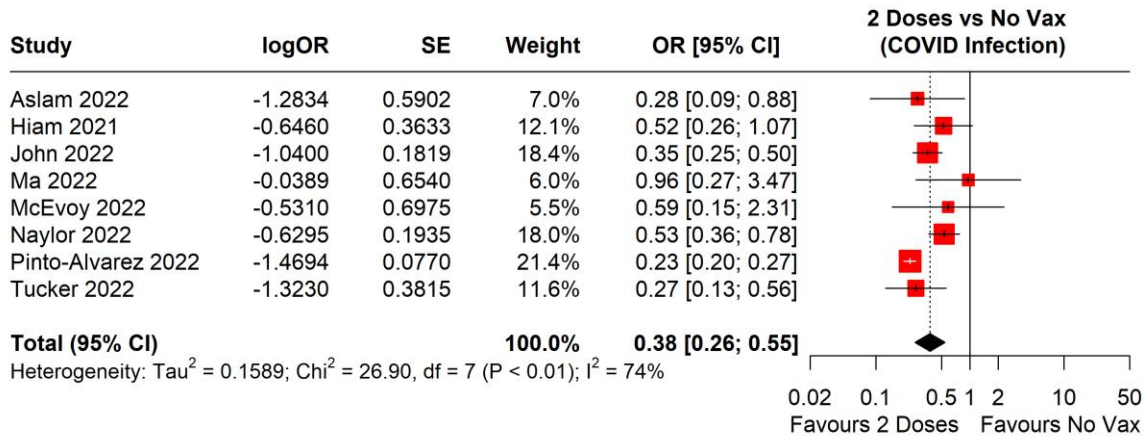 2 Doses vs No Vax
Study logOR SE Weight OR [95% CI] (COVID Infection)
Aslam 2022 -1.2834 0.5902 7.0% 0.28 [0.09; 0.88]
Hiam 2021 -0.6460 0.3633 12.1% 0.52 [0.26; 1.07]
John 2022 -1.0400 0.1819 18.4% 0.35 [0.25; 0.50]
Ma 2022 -0.0389 0.6540 6.0% 0.96 [0.27; 3.47]
McEvoy 2022 -0.5310 0.6975 5.5% 0.59 [0.15; 2.31]
Naylor 2022 -0.6295 0.1935 18.0% 0.53 [0.36; 0.78]
Pinto-Alvarez 2022 -1.4694 0.0770 21.4% 0.23 [0.20; 0.27]
Tucker 2022 -1.3230 0.3815 11.6% 0.27 [0.13; 0.56]
Total (95% CI) 100.0% 0.38 [0.26; 0.55]
Heterogeneity: Tau² = 0.1589; Chi² = 26.90, df = 7 (P < 0.01); I² = 74%
0.02 0.1 0.5 1 2 10 50
Favours 2 Doses Favours No Vax